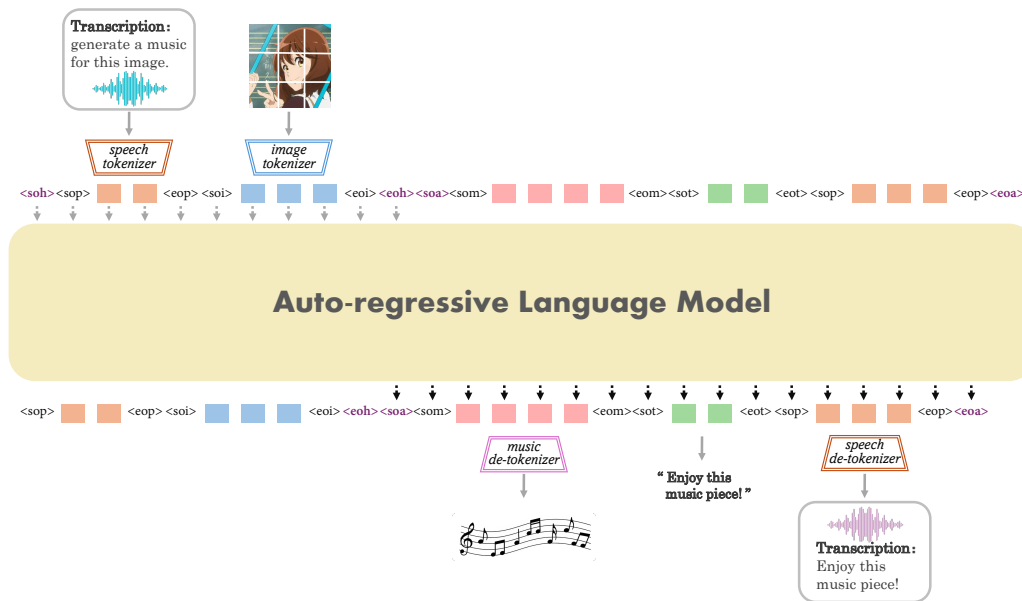 Transcription:
generate a music
for this image.
speech
tokenizer
image
tokenizer
<soh><sop> <eop><soi> <eoi><eoh><soa><som> <eom><sot> <eot><sop> <eop><eoa>
Auto-regressive Language Model
<sop> <eop><soi> <eoi><eoh><soa><som> <eom><sot> <eot><sop> <eop><eoa>
music
de-tokenizer
“ Enjoy this
music piece! ”
speech
de-tokenizer
Transcription:
Enjoy this
music piece!